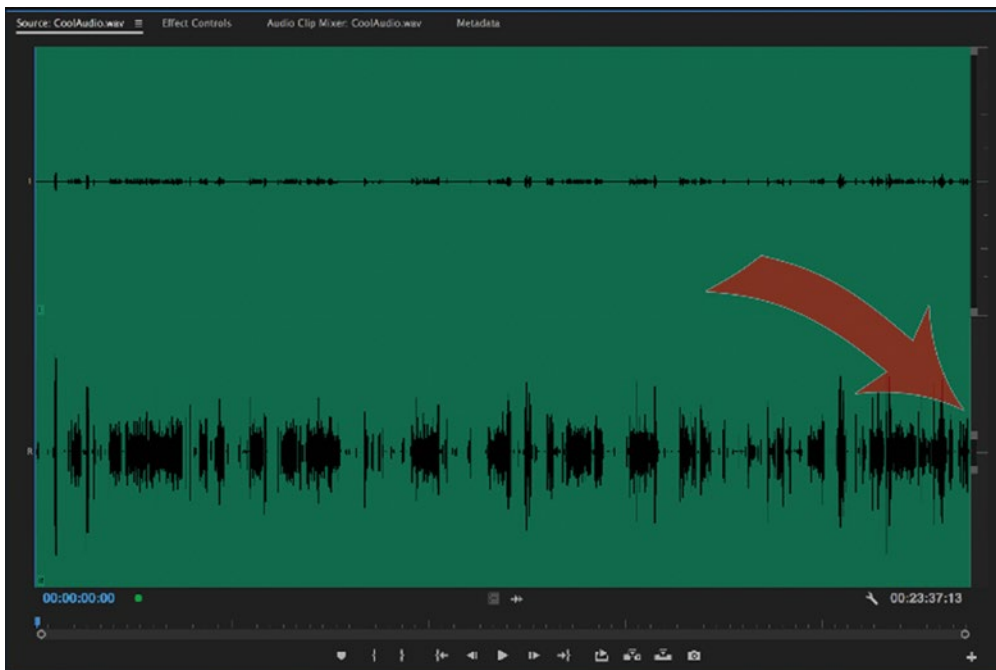 Source: CoolAudio.wav Effect Controls Audio Clip Mixer: CoolAudio.wav Metadata
L
R
00:00:00:00 00:23:37:13